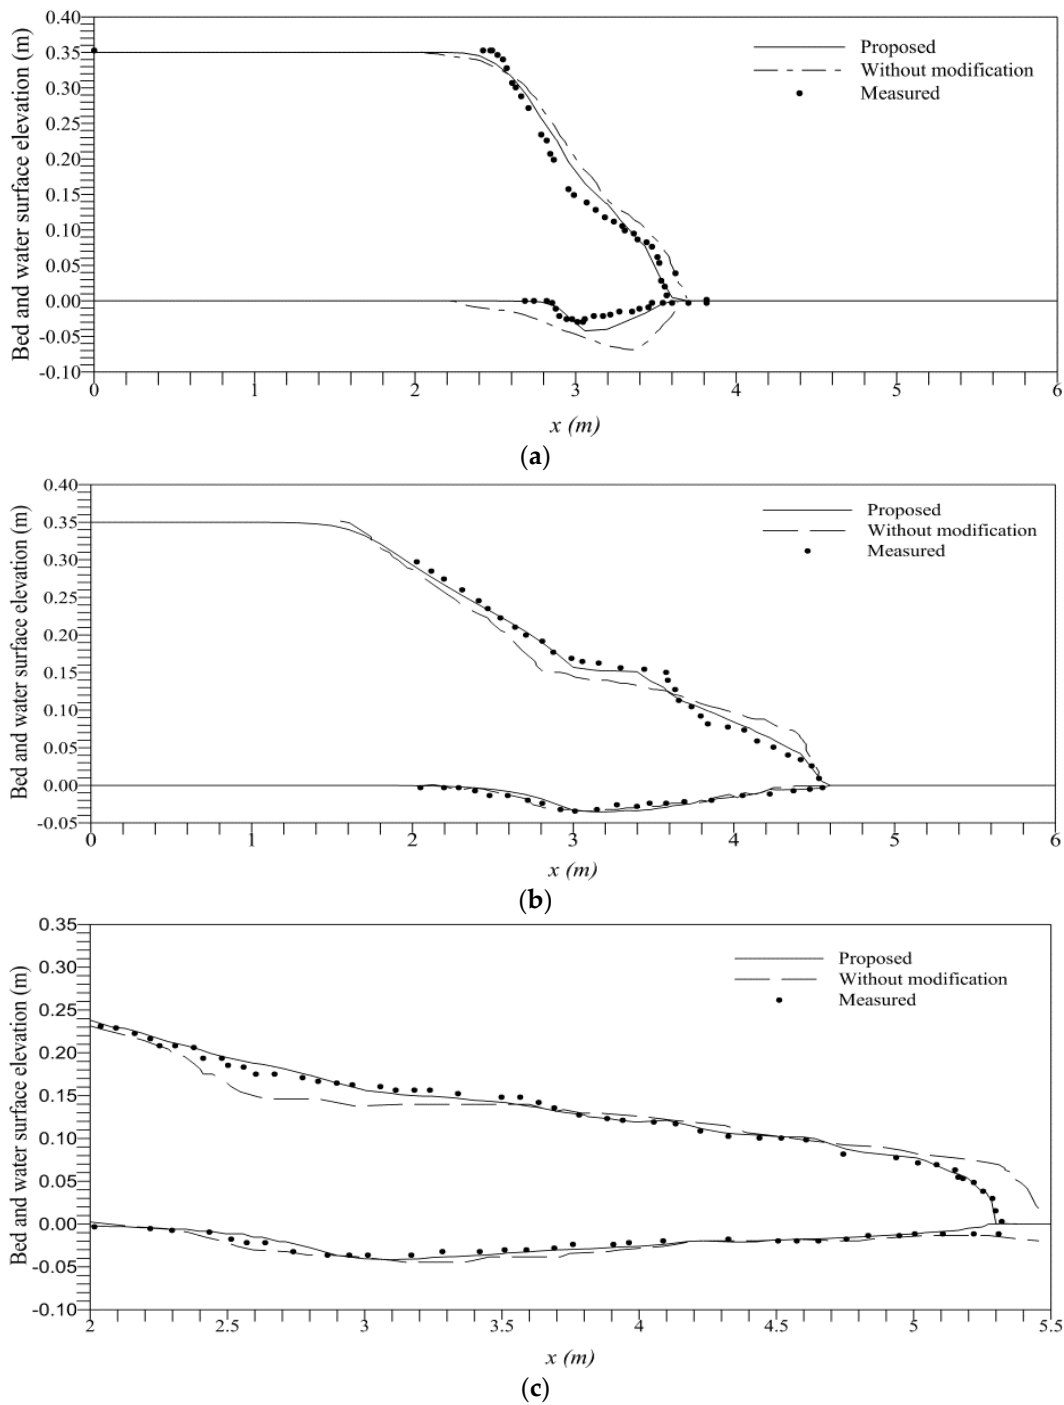 0.40
0.35
0.30
0.25
0.20
0.15
0.10
0.05
0.00
-0.05
-0.10
Bed and water surface elevation (m)
Proposed
Without modification
Measured
0 1 2 3 4 5 6
x (m)
(a)
0.40
0.35
0.30
0.25
0.20
0.15
0.10
0.05
0.00
-0.05
Bed and water surface elevation (m)
Proposed
Without modification
Measured
0 1 2 3 4 5 6
x (m)
(b)
0.35
0.30
0.25
0.20
0.15
0.10
0.05
0.00
-0.05
-0.10
Bed and water surface elevation (m)
Proposed
Without modification
Measured
2 2.5 3 3.5 4 4.5 5 5.5
x (m)
(c)